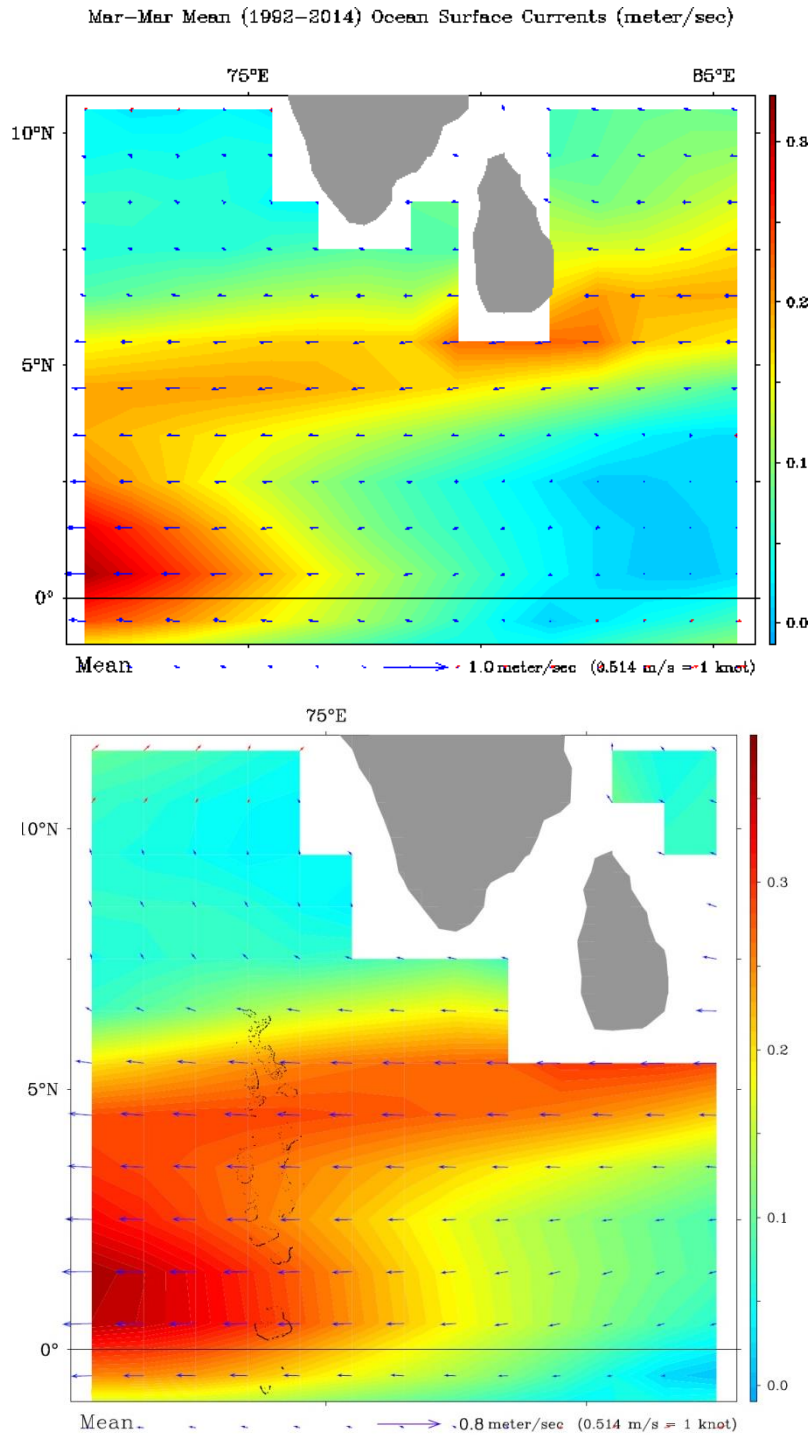 Mar-Mar Mean (1992-2014) Ocean Surface Currents (meter/sec)
75°E 85°E
10°N
0.3
0.2
5°N
0.1
0°
0.0
Mean 1.0 meter/sec (0.514 m/s = 1 knot)
75°E
10°N
0.3
0.2
5°N
0.1
0°
0.0
Mean 0.8 meter/sec (0.514 m/s = 1 knot)